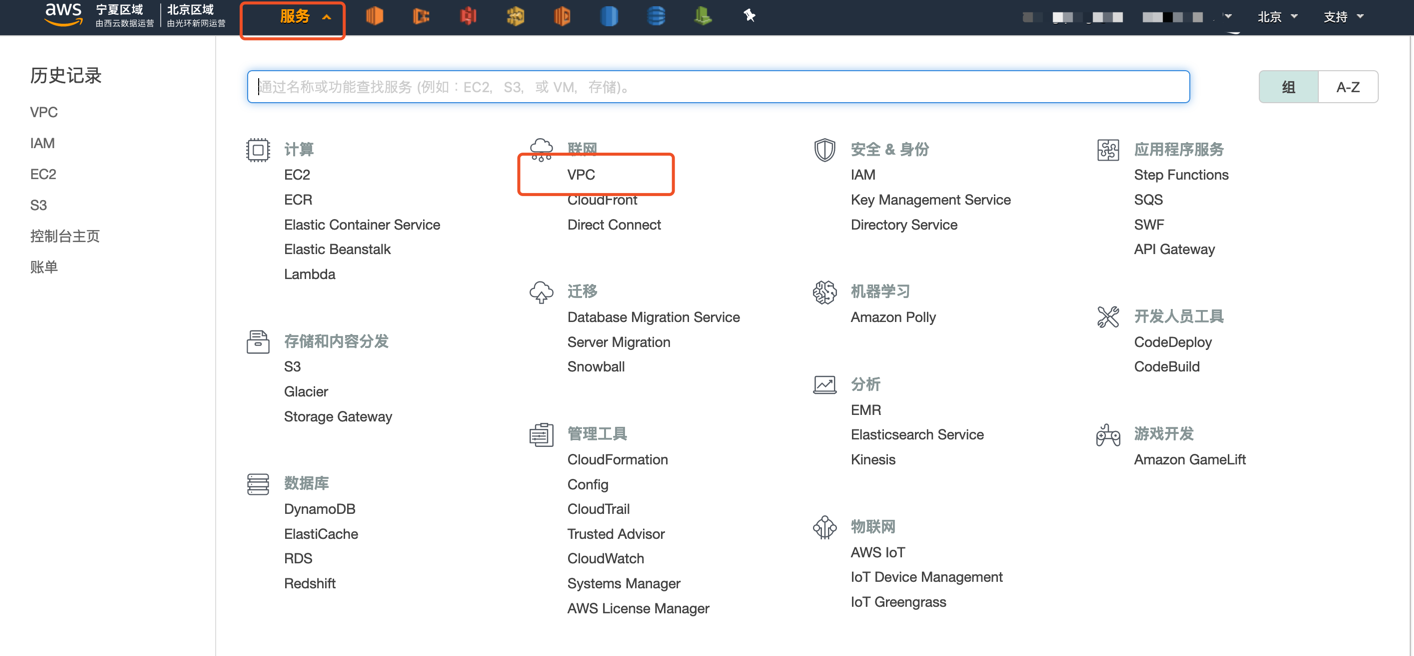 aws
宁夏区域
由西云数据运营
北京区域
由光环新网运营
服务
北京
支持
历史记录
VPC
IAM
EC2
S3
控制台主页
账单
通过名称或功能查找服务 (例如：EC2, S3, 或 VM, 存储)。
组
A-Z
计算
EC2
ECR
Elastic Container Service
Elastic Beanstalk
Lambda
存储和内容分发
S3
Glacier
Storage Gateway
数据库
DynamoDB
ElastiCache
RDS
Redshift
联网
VPC
CloudFront
Direct Connect
迁移
Database Migration Service
Server Migration
Snowball
管理工具
CloudFormation
Config
CloudTrail
Trusted Advisor
CloudWatch
Systems Manager
AWS License Manager
安全 & 身份
IAM
Key Management Service
Directory Service
机器学习
Amazon Polly
分析
EMR
Elasticsearch Service
Kinesis
物联网
AWS IoT
IoT Device Management
IoT Greengrass
应用程序服务
Step Functions
SQS
SWF
API Gateway
开发人员工具
CodeDeploy
CodeBuild
游戏开发
Amazon GameLift